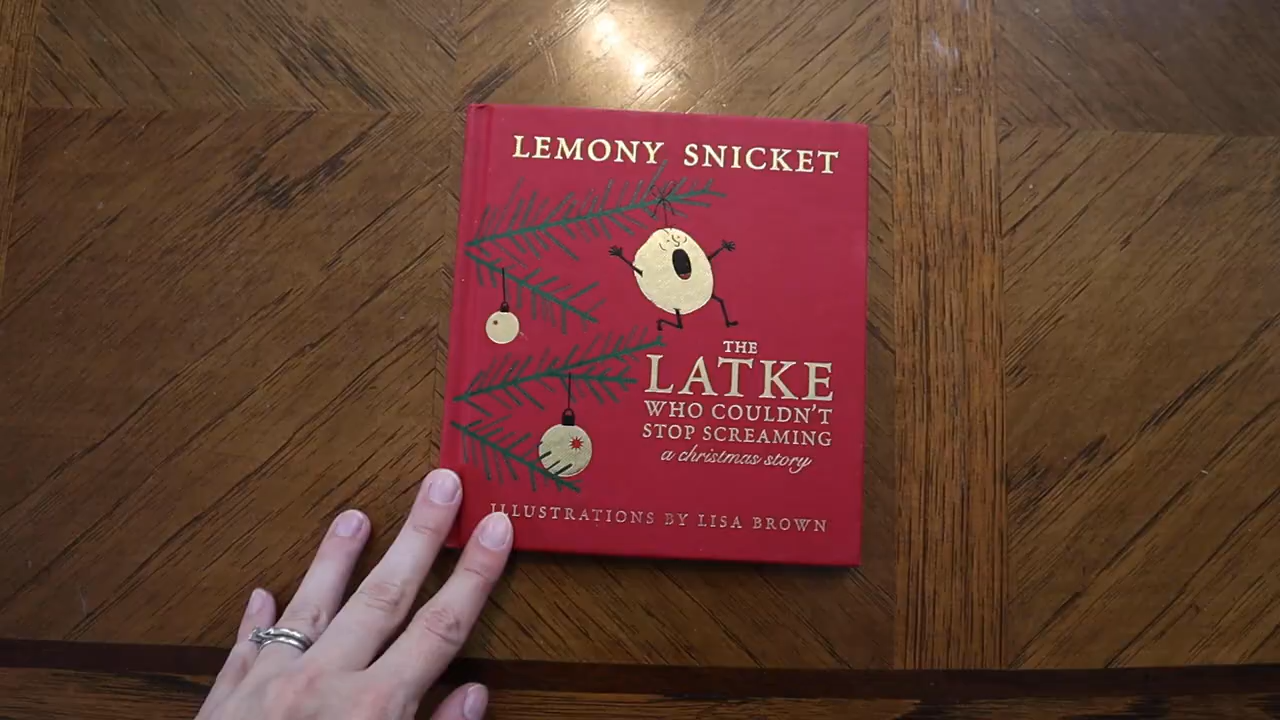 LEMONY SNICKET
THE
LATKE
WHO COULDN'T
STOP SCREAMING
a christmas story
ILLUSTRATIONS BY LISA BROWN